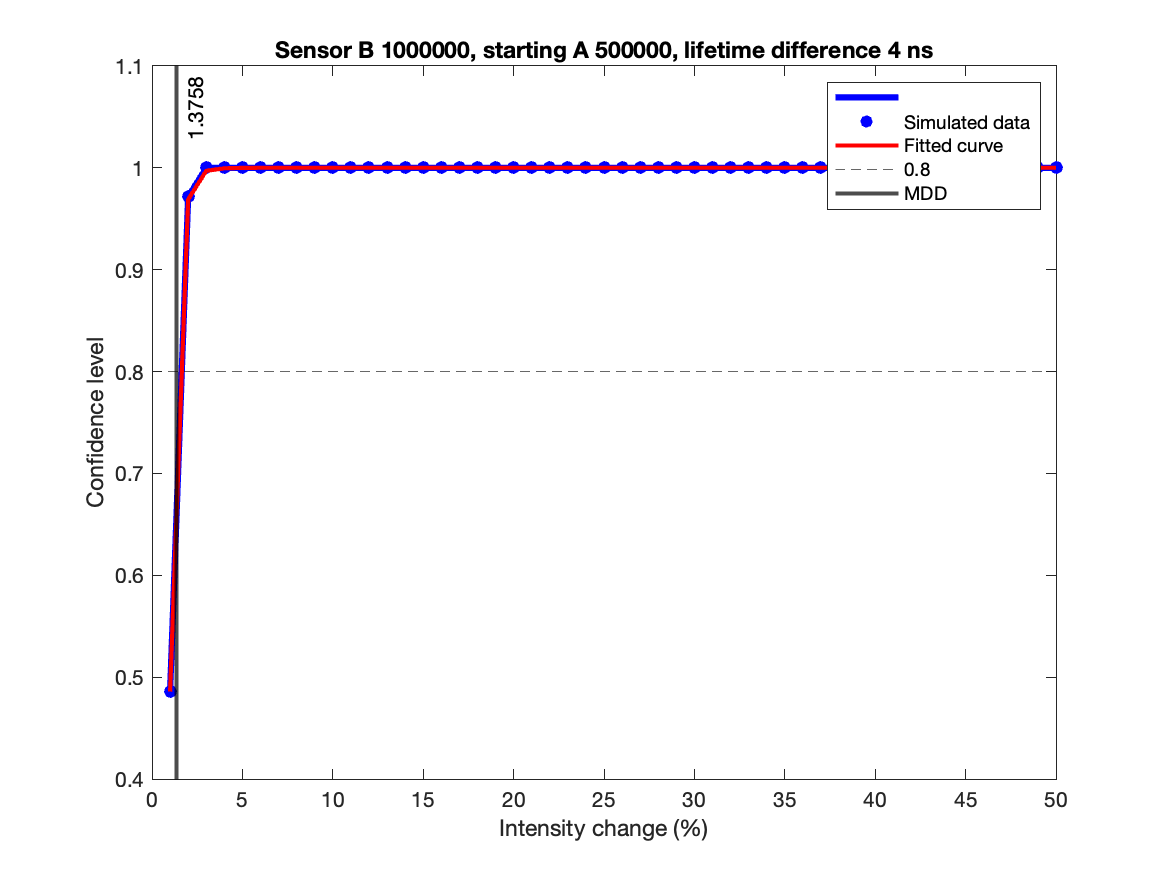 Sensor B 1000000, starting A 500000, lifetime difference 4 ns
1.1
1
0.9
0.8
0.7
0.6
0.5
0.4
Confidence level
1.3758
Simulated data
Fitted curve
0.8
MDD
0 5 10 15 20 25 30 35 40 45 50
Intensity change (%)